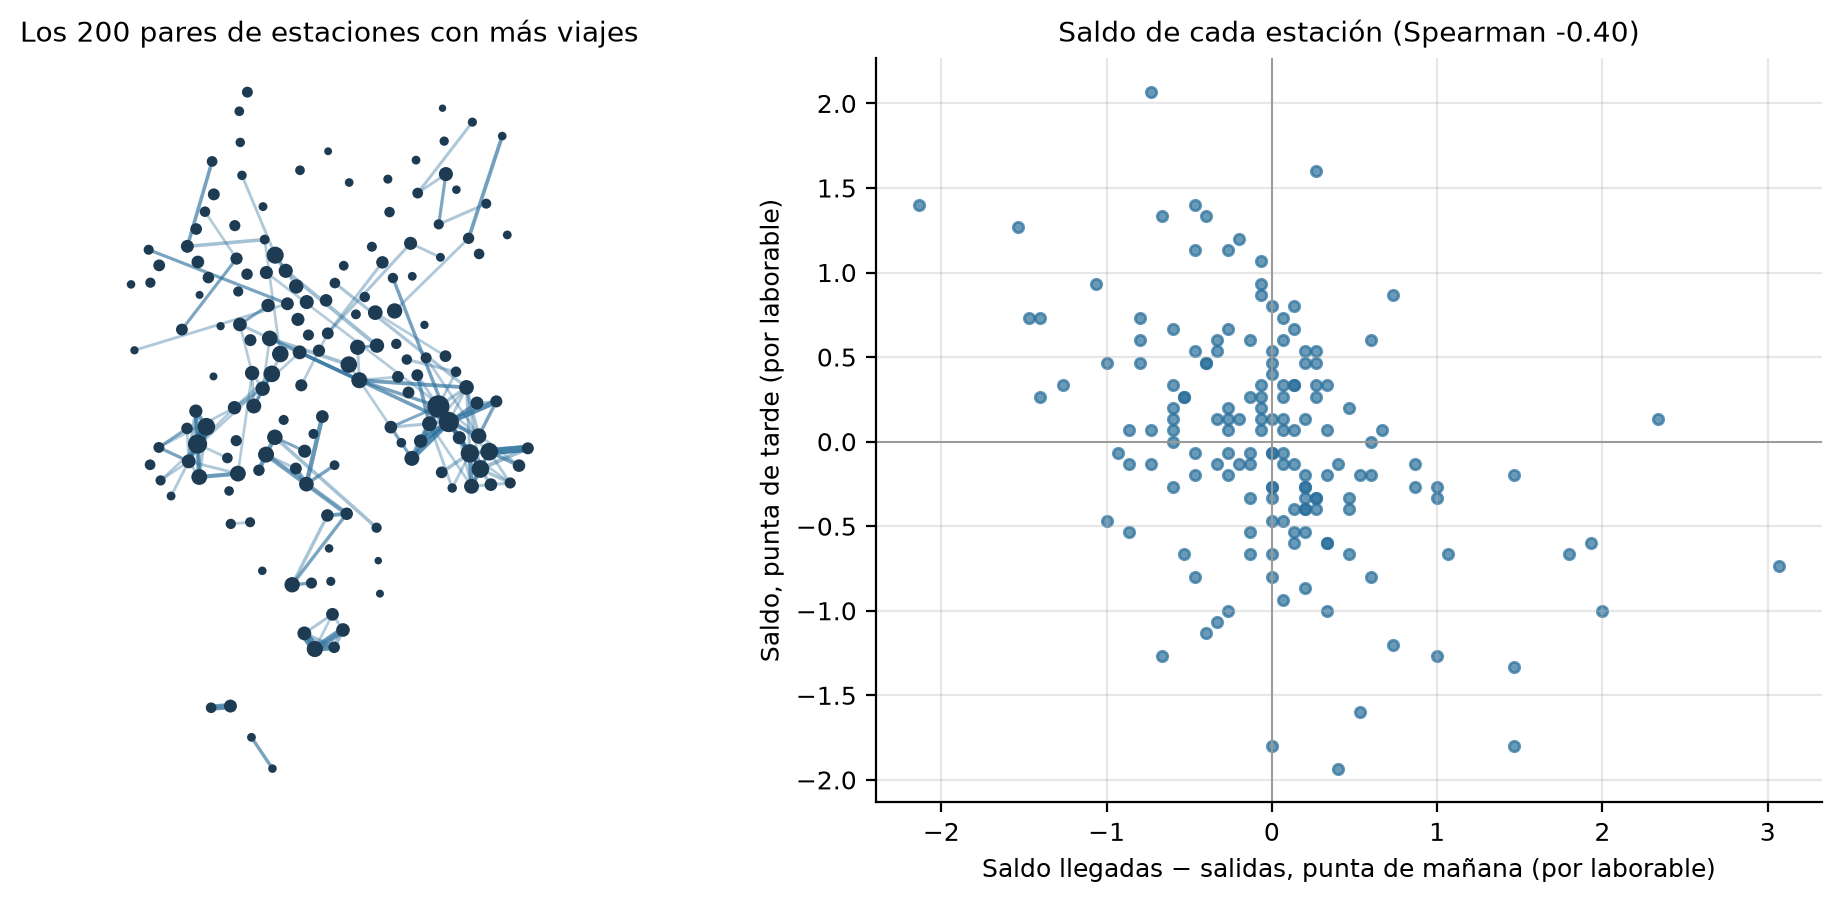 Los 200 pares de estaciones con más viajes
Saldo de cada estación (Spearman -0.40)
Saldo, punta de tarde (por laborable)
2.0
1.5
1.0
0.5
0.0
−0.5
−1.0
−1.5
−2.0
−2 −1 0 1 2 3
Saldo llegadas − salidas, punta de mañana (por laborable)